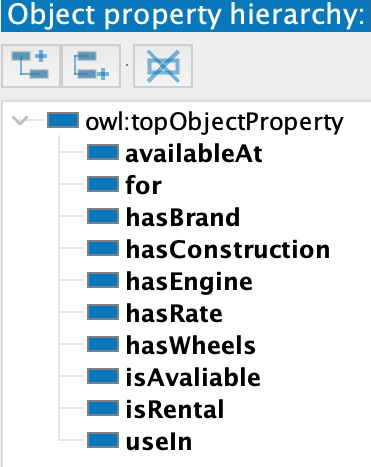 Object property hierarchy:
owl:topObjectProperty
availableAt
for
hasBrand
hasConstruction
hasEngine
hasRate
hasWheels
isAvaliable
isRental
useIn